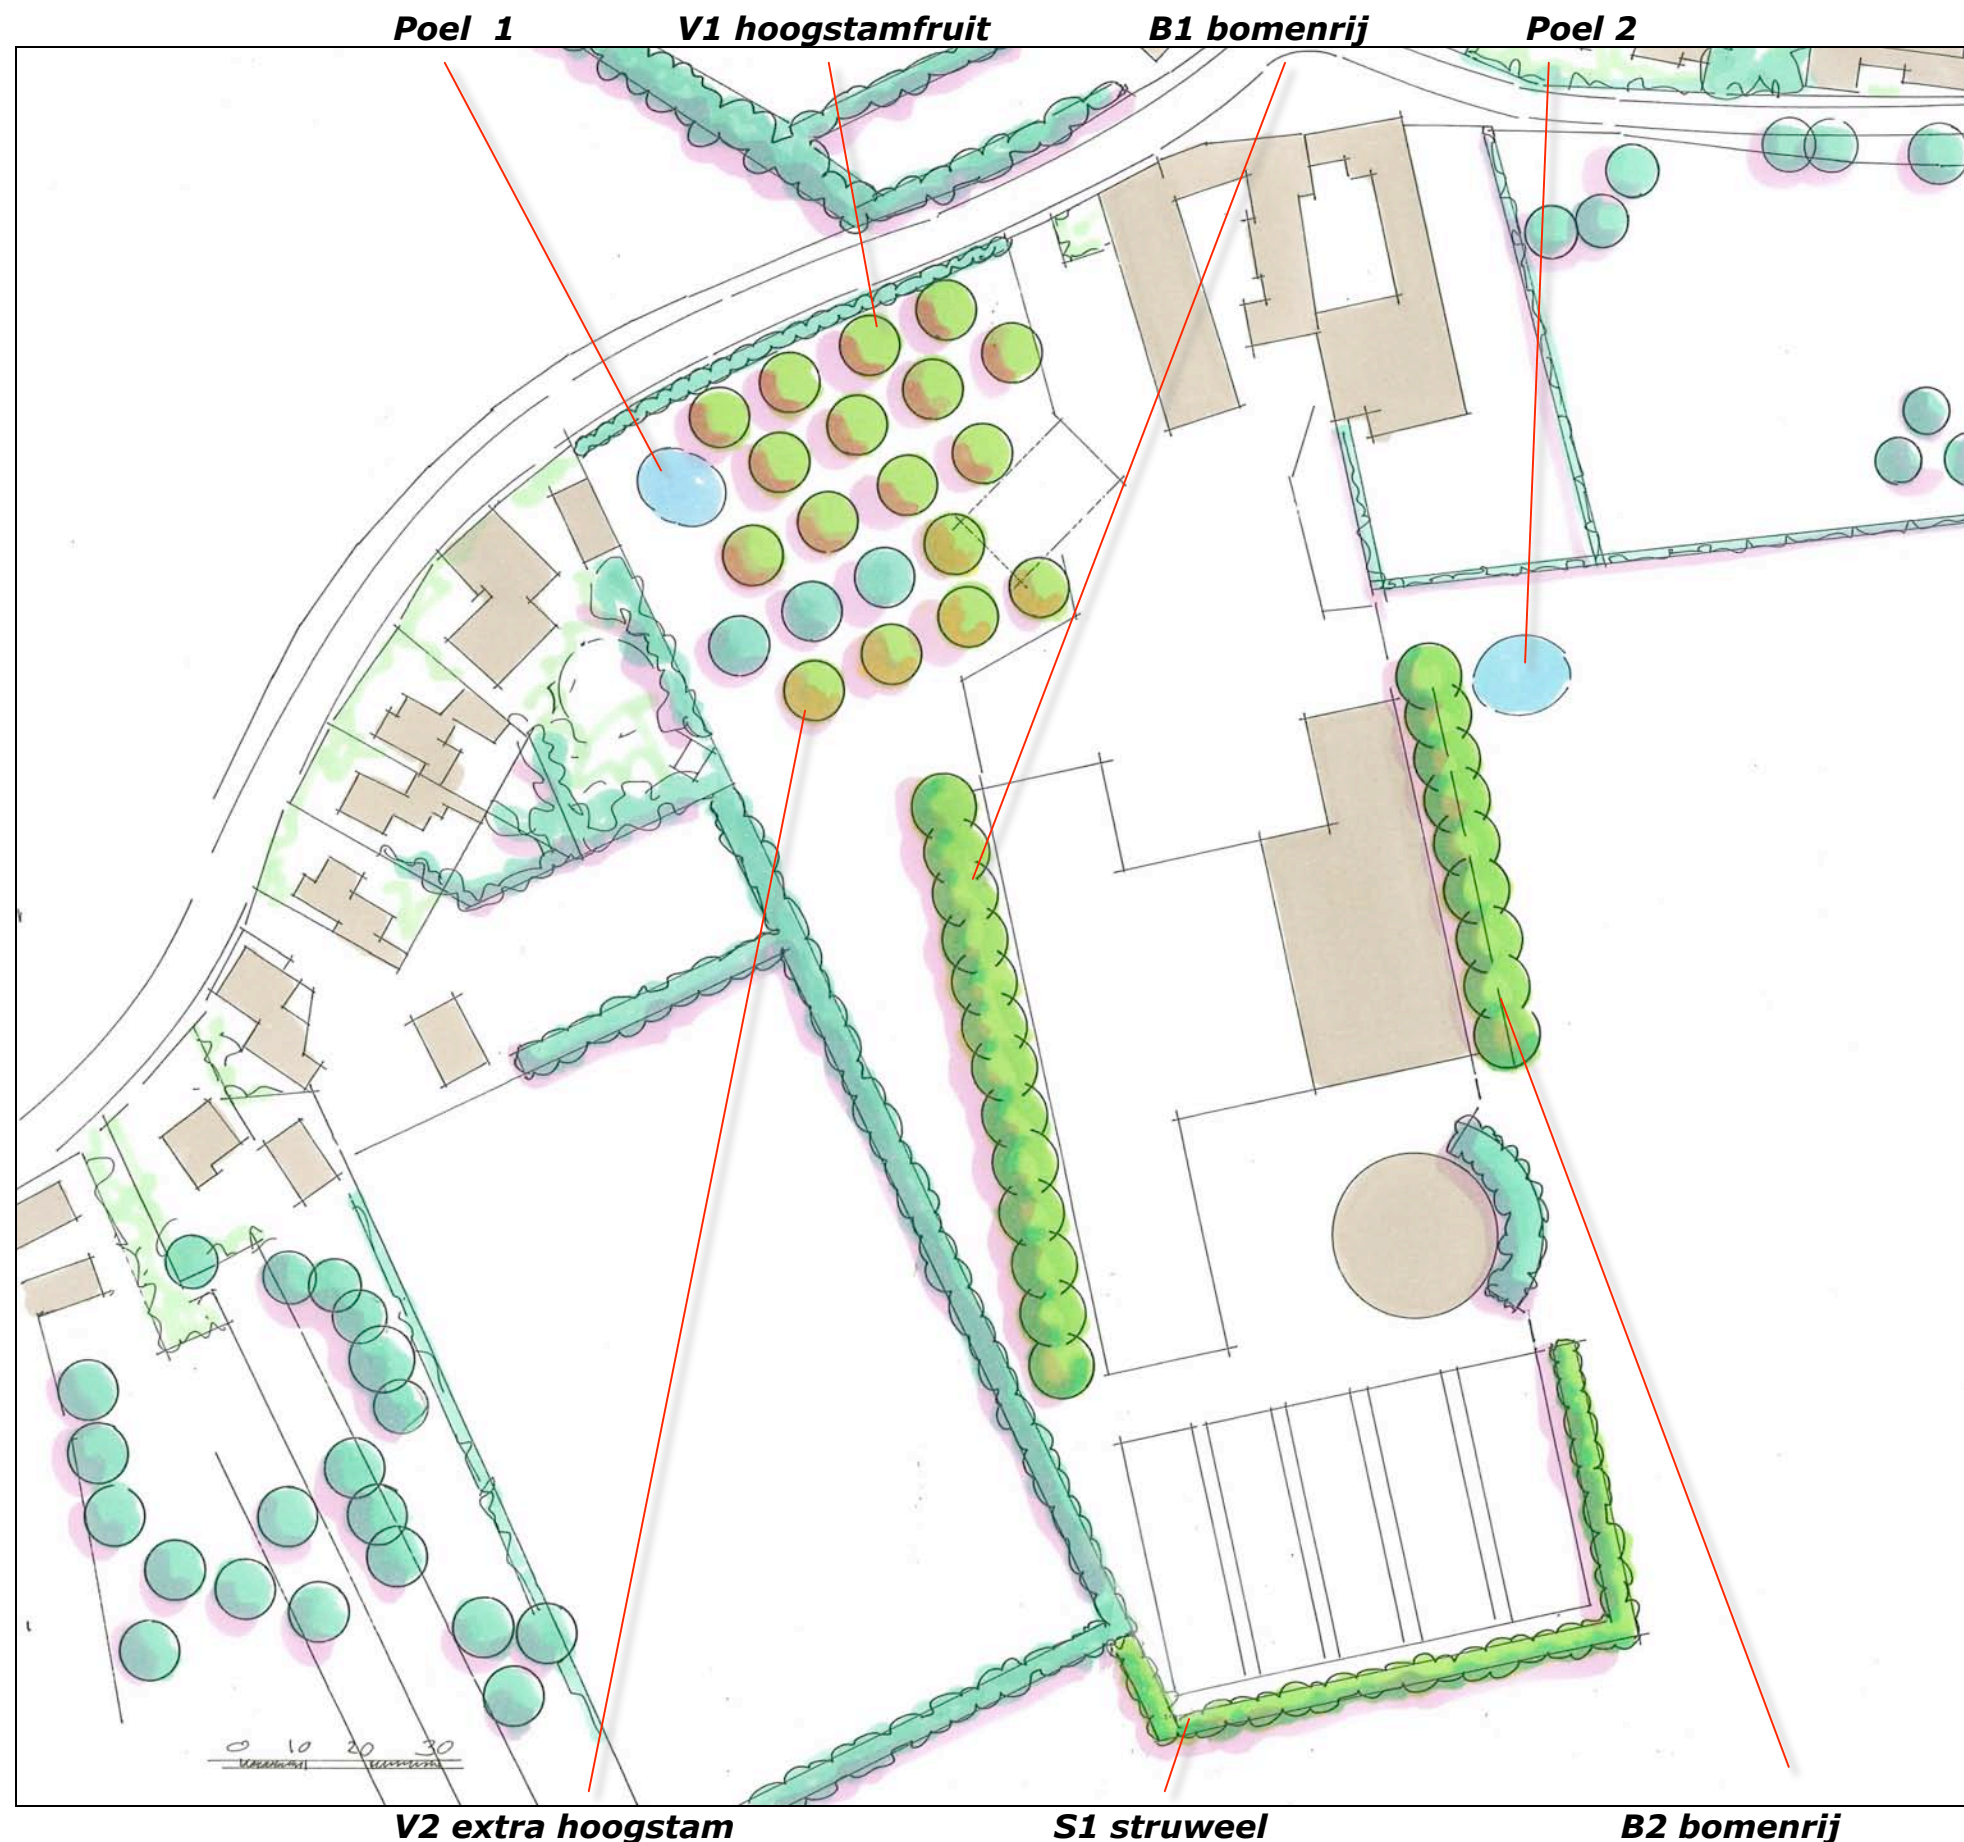 Poel 1 V1 hoogstamfruit B1 bomenrij Poel 2
0 10 20 30
V2 extra hoogstam S1 struweel B2 bomenrij